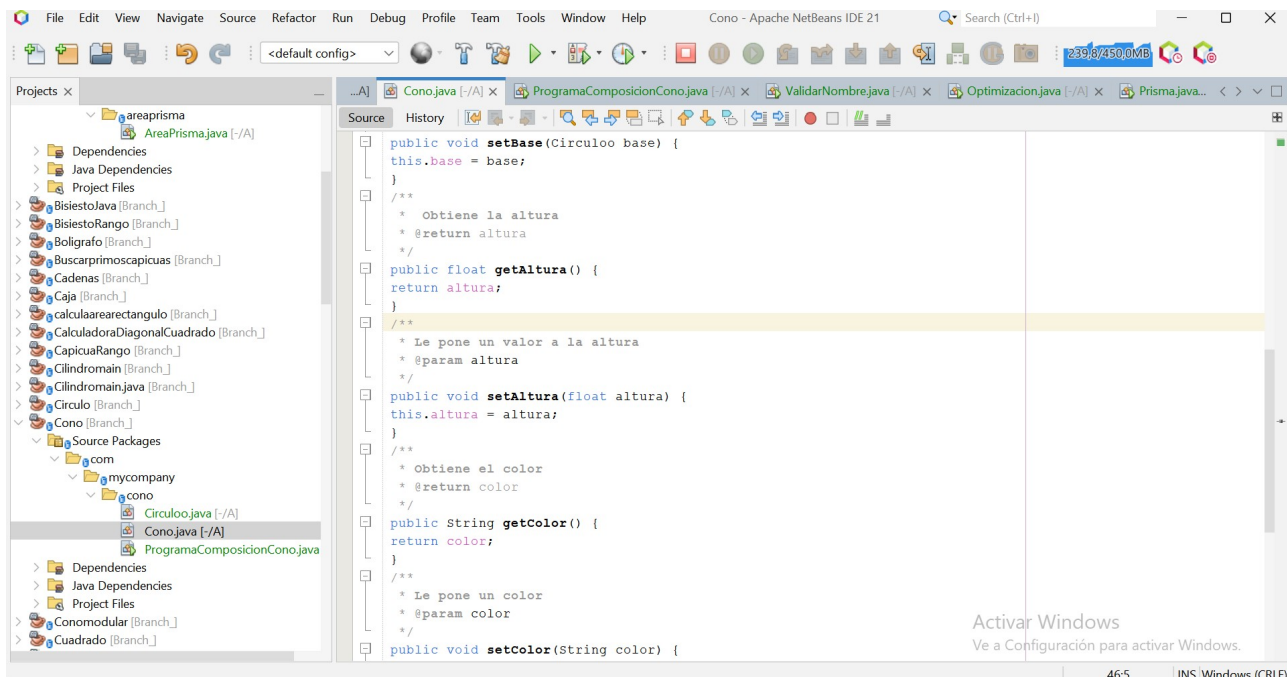 File Edit View Navigate Source Refactor Run Debug Profile Team Tools Window Help Cono - Apache NetBeans IDE 21 Search (Ctrl+I)
<default config> 239,8/450,0MB
Projects
...A] Cono.java [-/A] ProgramaComposicionCono.java [-/A] ValidarNombre.java [-/A] Optimizacion.java [-/A] Prisma.java...
areaprisma
AreaPrisma.java [-/A]
Dependencies
Java Dependencies
Project Files
BisiestoJava [Branch_]
BisiestoRango [Branch_]
Boligrafo [Branch_]
Buscarprimoscapicuas [Branch_]
Cadenas [Branch_]
Caja [Branch_]
calculaarearectangulo [Branch_]
CalculadoraDiagonalCuadrado [Branch_]
CapicuaRango [Branch_]
Cilindromain [Branch_]
Cilindromain.java [Branch_]
Circulo [Branch_]
Cono [Branch_]
Source Packages
com
mycompany
cono
Circuloo.java [-/A]
Cono.java [-/A]
ProgramaComposicionCono.java
Dependencies
Java Dependencies
Project Files
Conomodular [Branch_]
Cuadrado [Branch_]
Source History
public void setBase(Circuloo base) {
this.base = base;
}
/**
*  Obtiene la altura
* @return altura
*/
public float getAltura() {
return altura;
}
/**
* Le pone un valor a la altura
* @param altura
*/
public void setAltura(float altura) {
this.altura = altura;
}
/**
* Obtiene el color
* @return color
*/
public String getColor() {
return color;
}
/**
* Le pone un color
* @param color
*/
public void setColor(String color) {
Activar Windows
Ve a Configuración para activar Windows.
46:5 INS Windows (CRLF)